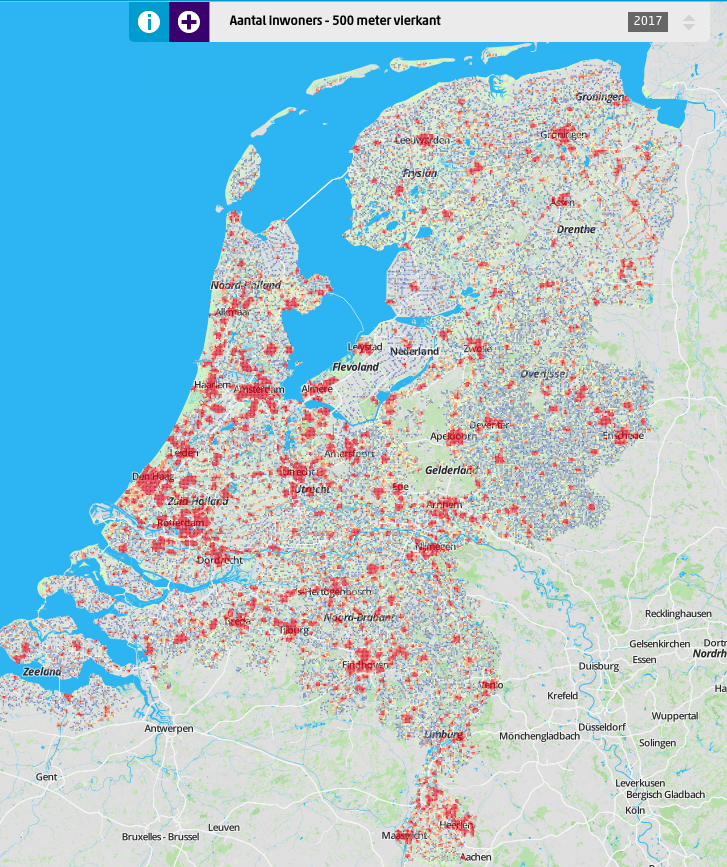 i
Aantal inwoners - 500 meter vierkant
2017
Groningen
Leeuwarden
Groningen
Frysian
Assen
Drenthe
Noord-Holland
Alkmaar
Lelystad
Nederland
Zwolle
Flevoland
Overijssel
Haarlem
Amsterdam
Almere
Deventer
Apeldoorn
Enschede
Leiden
Amersfoort
Den Haag
Utrecht
Gelderland
Utrecht
Ede
Zuid-Holland
Arnhem
Rotterdam
Nijmegen
Dordrecht
's-Hertogenbosch
Noord-Brabant
Breda
Tilburg
Recklinghausen
Gelsenkirchen
Dortr
Nordrh
Essen
Duisburg
Eindhoven
Zeeland
Venlo
Krefeld
Ha
Wuppertal
Antwerpen
Limburg
Mönchengladbach
Düsseldorf
Solingen
Gent
Leverkusen
Bergisch Gladbach
Köln
Leuven
Bruxelles - Brussel
Maastricht
Heerlen
Aachen